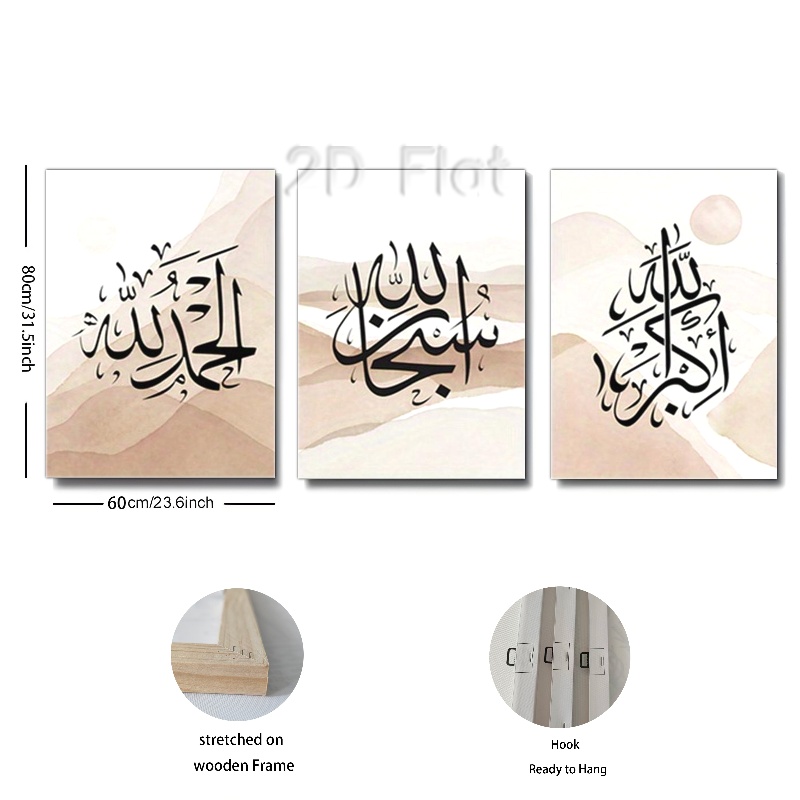 2D Flat
الحمد لله
سبحان الله
الله أكبر
80cm/31.5inch
60cm/23.6inch
stretched on
wooden Frame
Hook
Ready to Hang